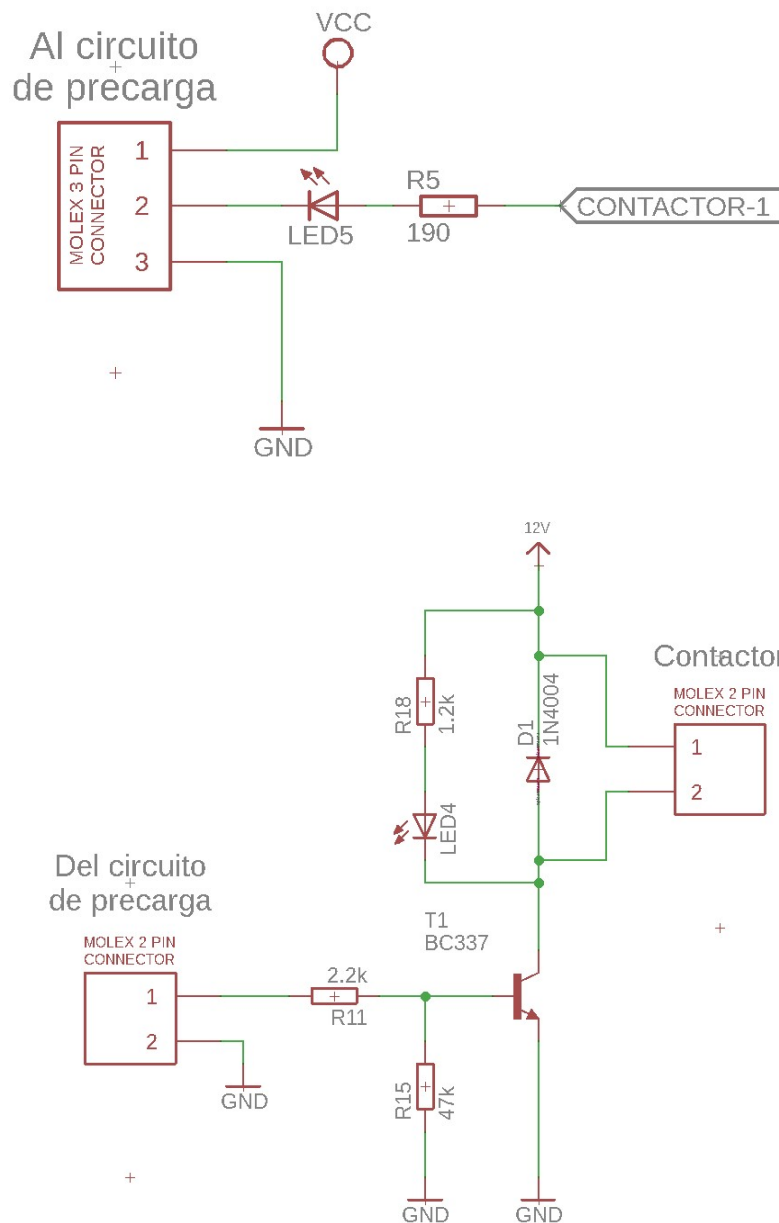 VCC
Al circuito
de precarga
MOLEX 3 PIN
CONNECTOR
1
2
3
LED5
R5
190
CONTACTOR-1
GND
12V
Contactor
MOLEX 2 PIN
CONNECTOR
1
2
R18
1.2k
D1
1N4004
LED4
Del circuito
de precarga
MOLEX 2 PIN
CONNECTOR
1
2
GND
2.2k
R11
T1
BC337
R15
47k
GND
GND